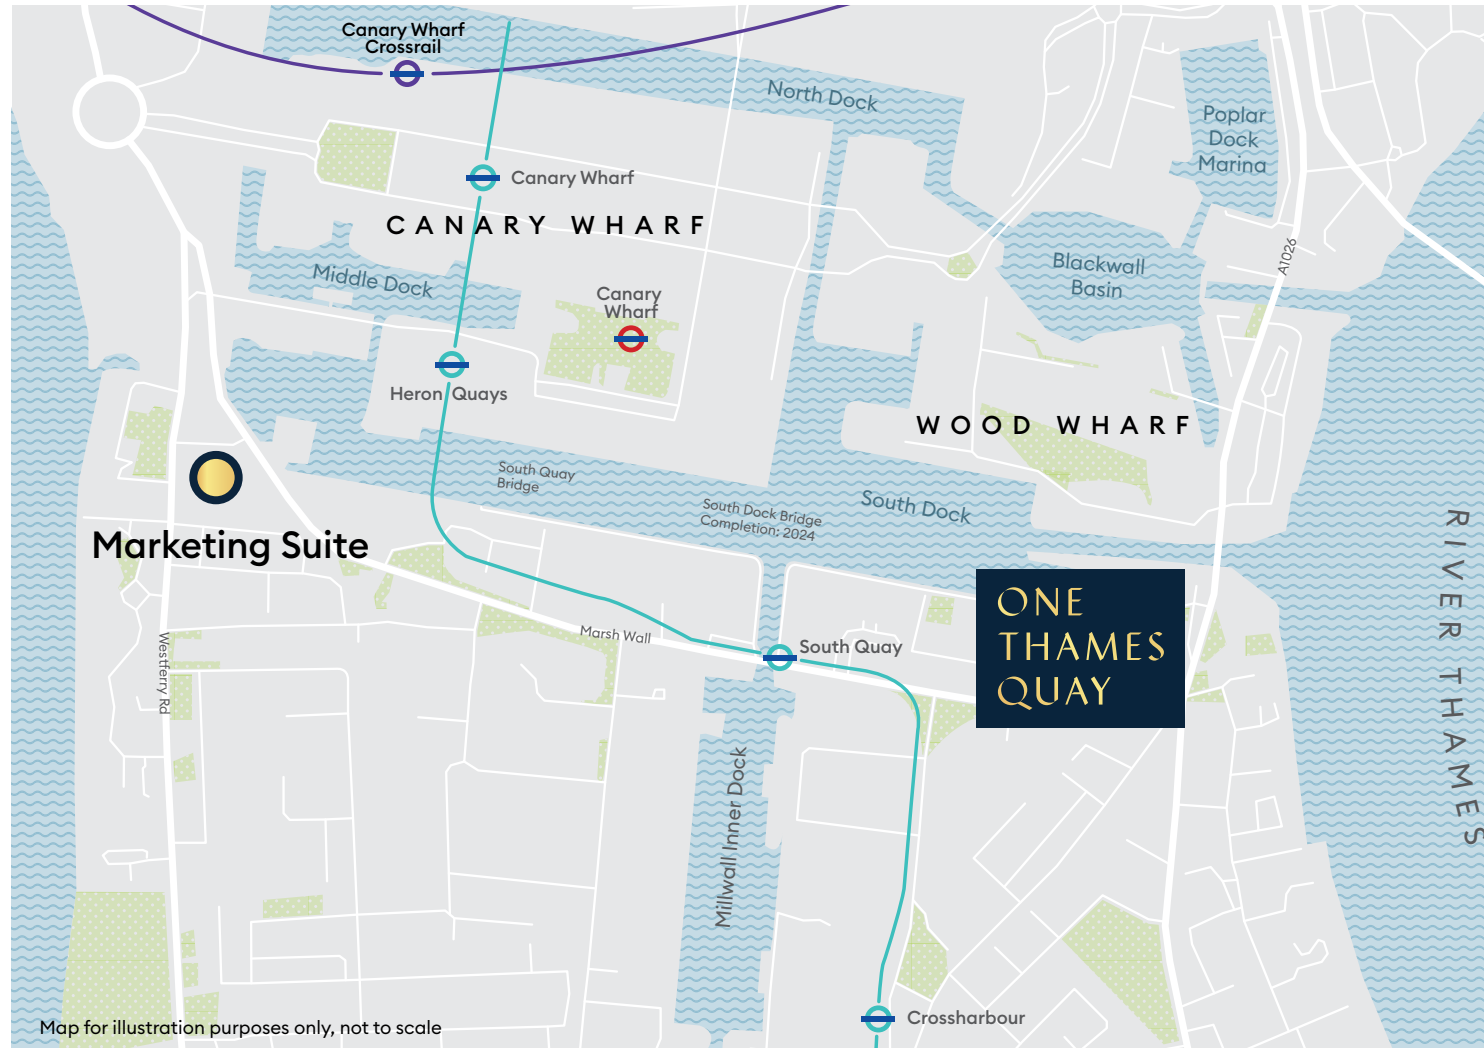 Canary Wharf
Crossrail
North Dock
Poplar
Dock
Marina
Canary Wharf
CANARY WHARF
A1026
Middle Dock
Blackwall
Basin
Canary
Wharf
Heron Quays
WOOD WHARF
South Quay
Bridge
South Dock Bridge
Completion: 2024
South Dock
RIVER THAMES
Marketing Suite
ONE
THAMES
QUAY
Marsh Wall
South Quay
Westferry Rd
Millwall Inner Dock
Crossharbour
Map for illustration purposes only, not to scale